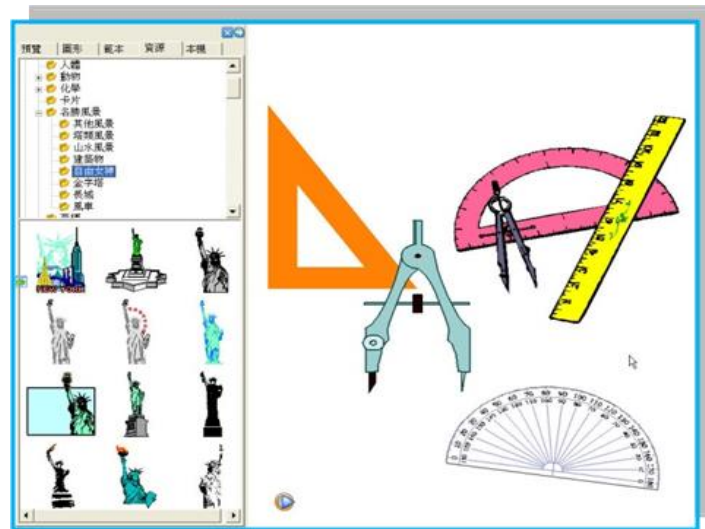 預覽 圖形 範本 資源 本機
人體
動物
化學
卡片
名勝風景
其他風景
塔類風景
山水風景
建築物
自由女神
金字塔
長城
風車